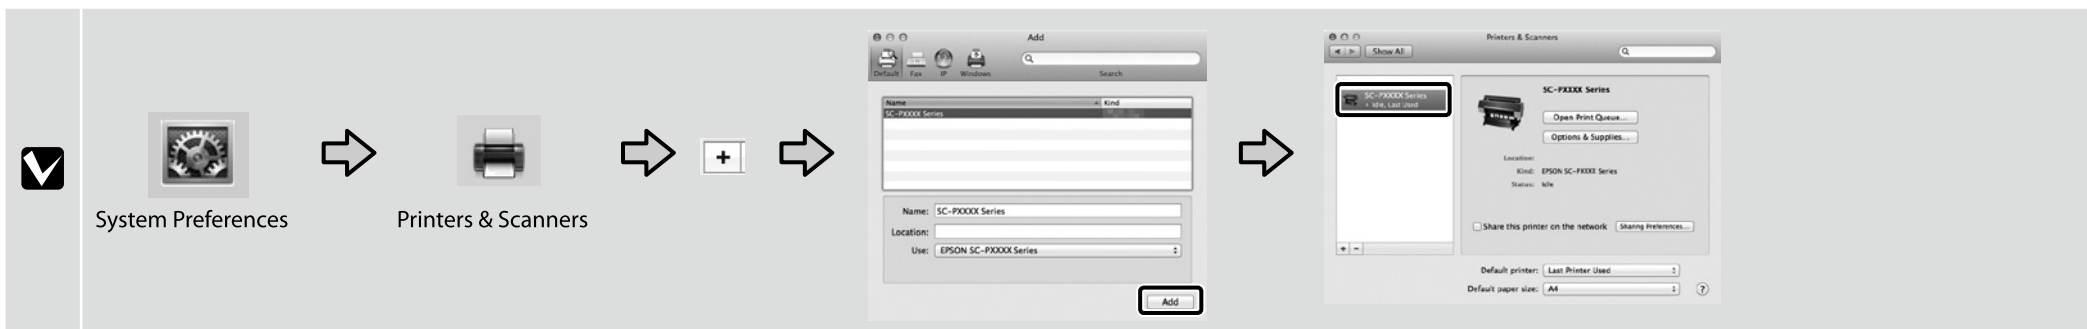 System Preferences
Printers & Scanners
+
Add
Default Fax IP Windows
Search
Name Kind
SC-PXXXX Series
Name: SC-PXXXX Series
Location:
Use: EPSON SC-PXXXX Series
Add
Printers & Scanners
Show All
SC-PXXXX Series
Idle, Last Used
SC-PXXXX Series
Open Print Queue...
Options & Supplies...
Location:
Kind: EPSON SC-PXXXX Series
Status: Idle
Share this printer on the network Sharing Preferences...
+ −
Default printer: Last Printer Used
Default paper size: A4
?